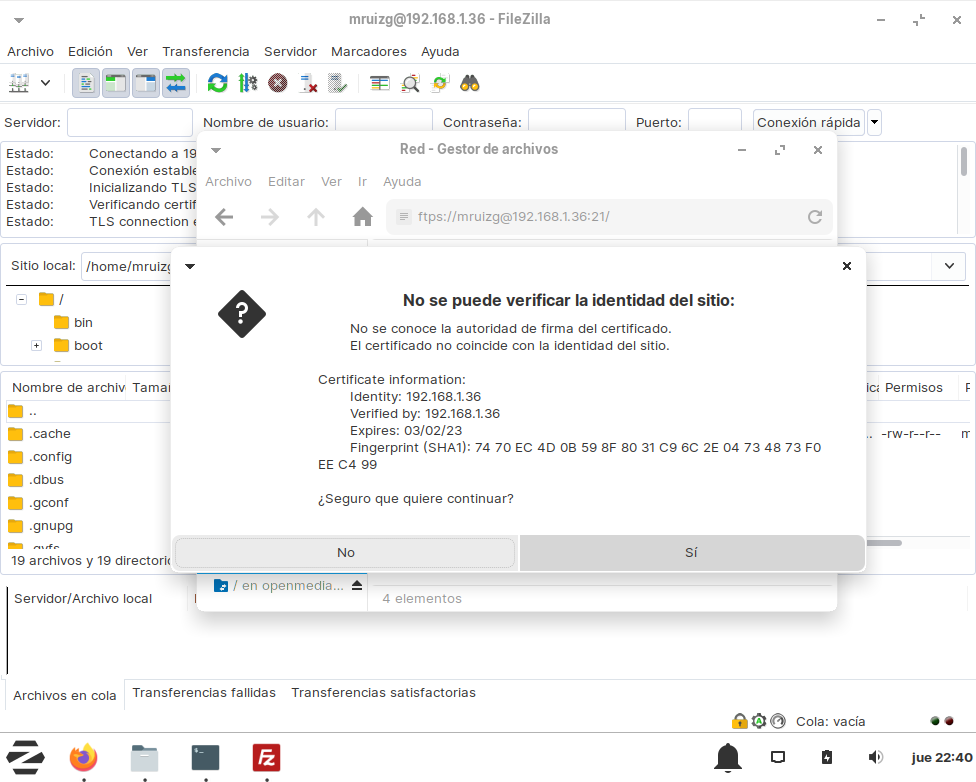 mruizg@192.168.1.36 - FileZilla
Archivo Edición Ver Transferencia Servidor Marcadores Ayuda
Servidor: Nombre de usuario: Contraseña: Puerto: Conexión rápida
Estado: Conectando a 19
Estado: Conexión estable
Estado: Inicializando TLS
Estado: Verificando certif
Estado: TLS connection e
Red - Gestor de archivos
Archivo Editar Ver Ir Ayuda
ftps://mruizg@192.168.1.36:21/
Sitio local: /home/mruizg
/
bin
boot
Nombre de archiv Tamar
Permisos
..
.cache
-rw-r--r--
.config
.dbus
.gconf
.gnupg
.gvfs
19 archivos y 19 directorio
No se puede verificar la identidad del sitio:
No se conoce la autoridad de firma del certificado.
El certificado no coincide con la identidad del sitio.
Certificate information:
Identity: 192.168.1.36
Verified by: 192.168.1.36
Expires: 03/02/23
Fingerprint (SHA1): 74 70 EC 4D 0B 59 8F 80 31 C9 6C 2E 04 73 48 73 F0
EE C4 99
¿Seguro que quiere continuar?
No Sí
/ en openmedia...
4 elementos
Servidor/Archivo local
Archivos en cola Transferencias fallidas Transferencias satisfactorias
Cola: vacía
Fz
jue 22:40